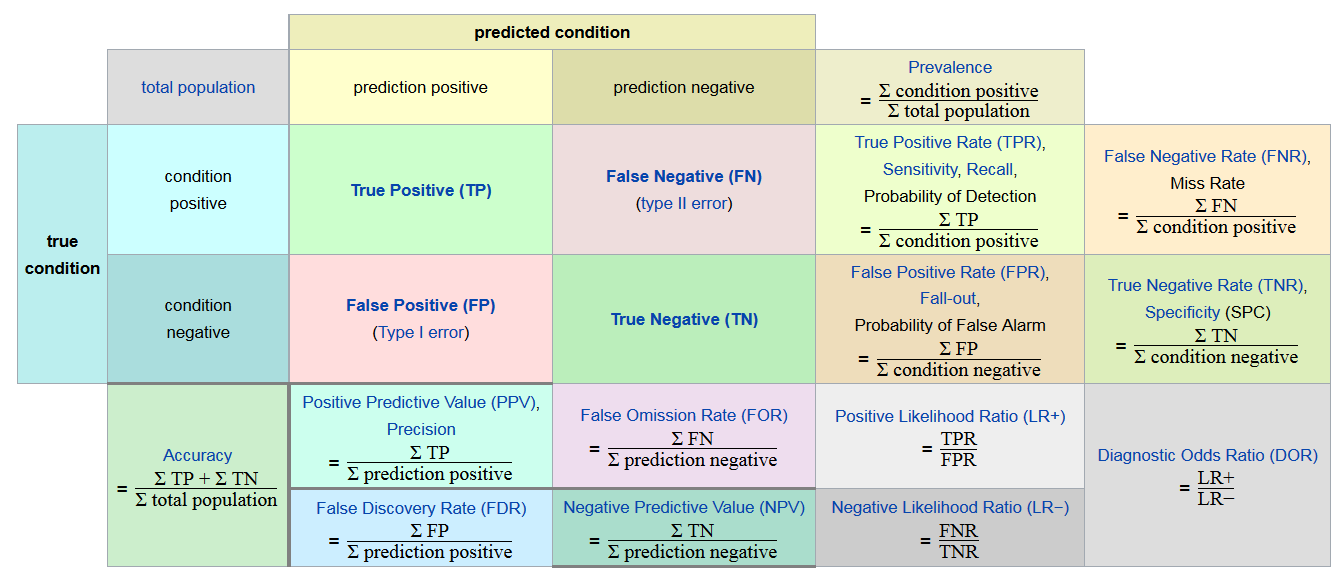 predicted condition
total population
prediction positive
prediction negative
Prevalence
= Σ condition positive
Σ total population
true
condition
condition
positive
True Positive (TP)
False Negative (FN)
(type II error)
True Positive Rate (TPR),
Sensitivity, Recall,
Probability of Detection
= Σ TP
Σ condition positive
False Negative Rate (FNR),
Miss Rate
= Σ FN
Σ condition positive
condition
negative
False Positive (FP)
(Type I error)
True Negative (TN)
False Positive Rate (FPR),
Fall-out,
Probability of False Alarm
= Σ FP
Σ condition negative
True Negative Rate (TNR),
Specificity (SPC)
= Σ TN
Σ condition negative
Accuracy
= Σ TP + Σ TN
Σ total population
Positive Predictive Value (PPV),
Precision
= Σ TP
Σ prediction positive
False Omission Rate (FOR)
= Σ FN
Σ prediction negative
Positive Likelihood Ratio (LR+)
= TPR
FPR
Diagnostic Odds Ratio (DOR)
= LR+
LR−
False Discovery Rate (FDR)
= Σ FP
Σ prediction positive
Negative Predictive Value (NPV)
= Σ TN
Σ prediction negative
Negative Likelihood Ratio (LR−)
= FNR
TNR